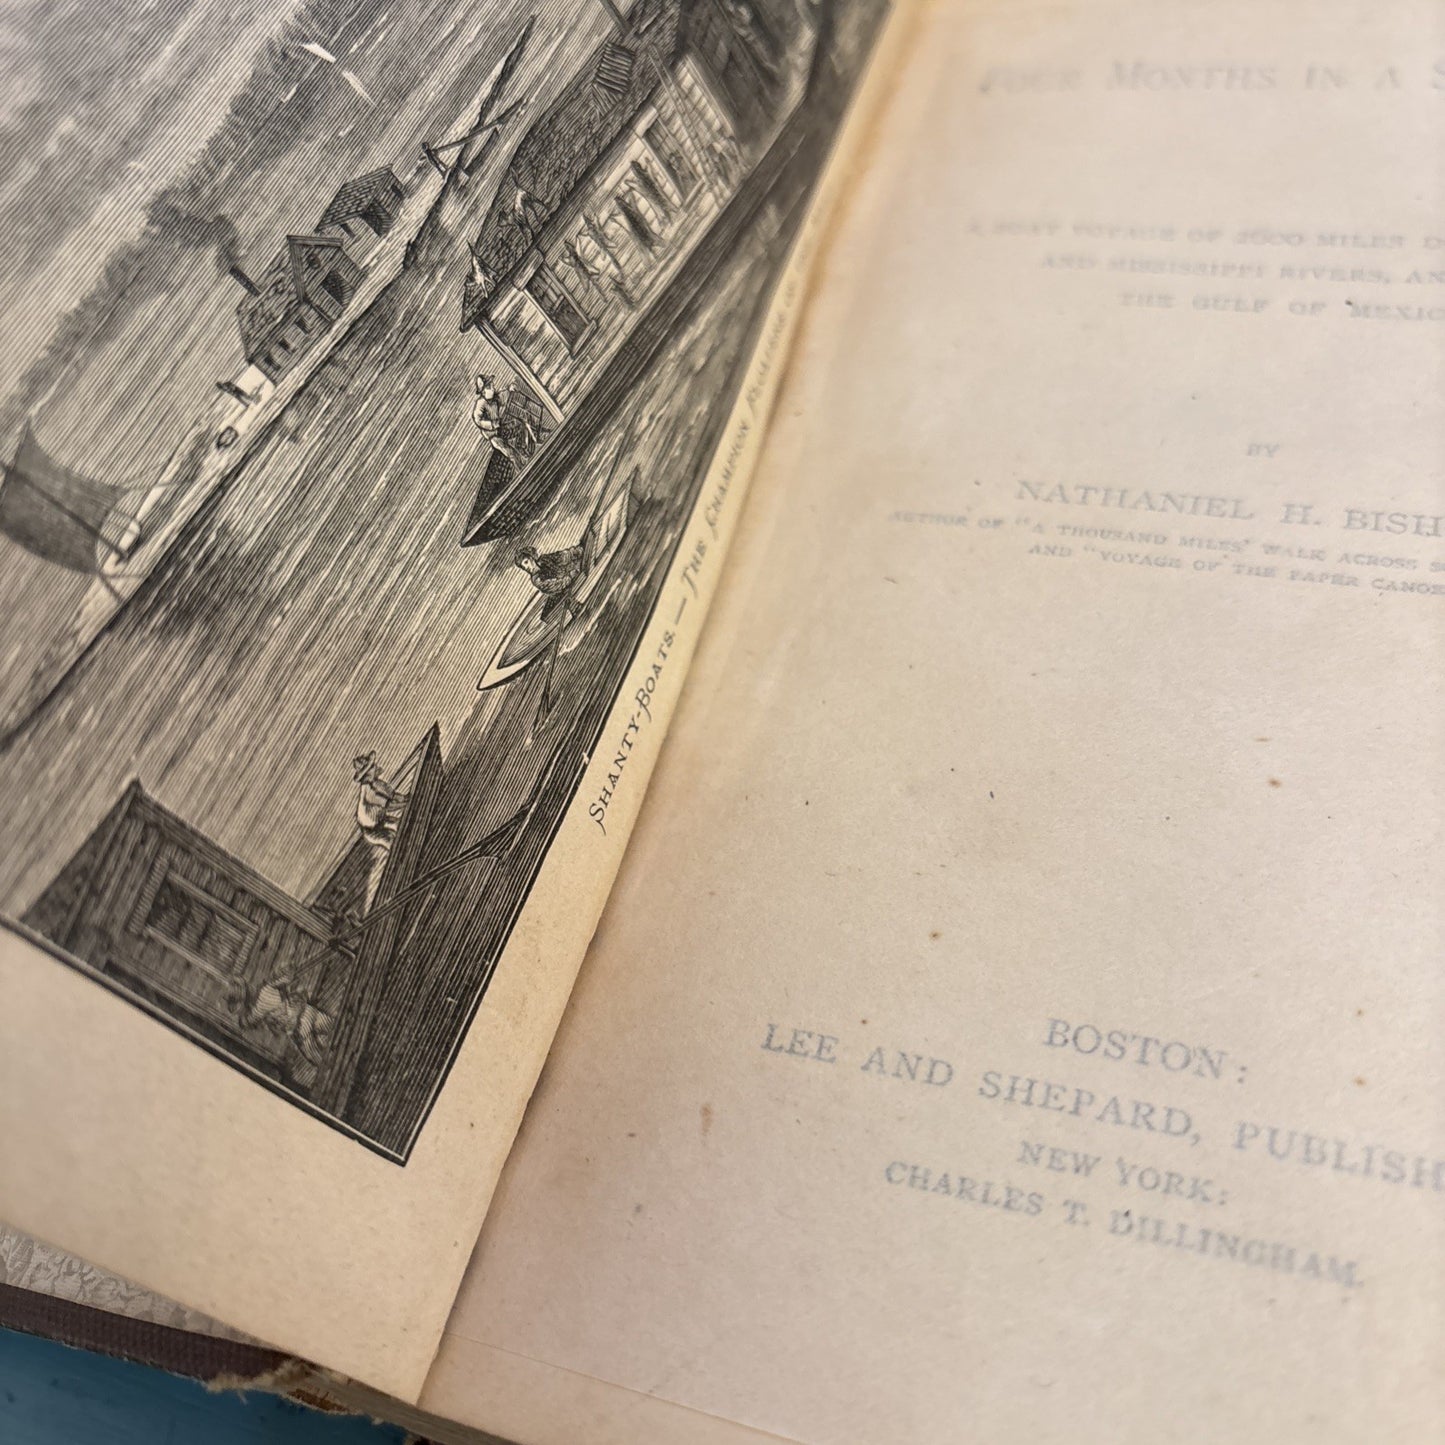 SHANTY-BOATS. — THE CHAMPION
FOUR MONTHS IN A S
A BOAT VOYAGE OF 2600 MILES D
AND MISSISSIPPI RIVERS, AN
THE GULF OF MEXIC
BY
NATHANIEL H. BISH
AUTHOR OF "A THOUSAND MILES' WALK ACROSS SO
AND "VOYAGE OF THE PAPER CANOE
BOSTON:
LEE AND SHEPARD, PUBLISH
NEW YORK:
CHARLES T. DILLINGHAM.